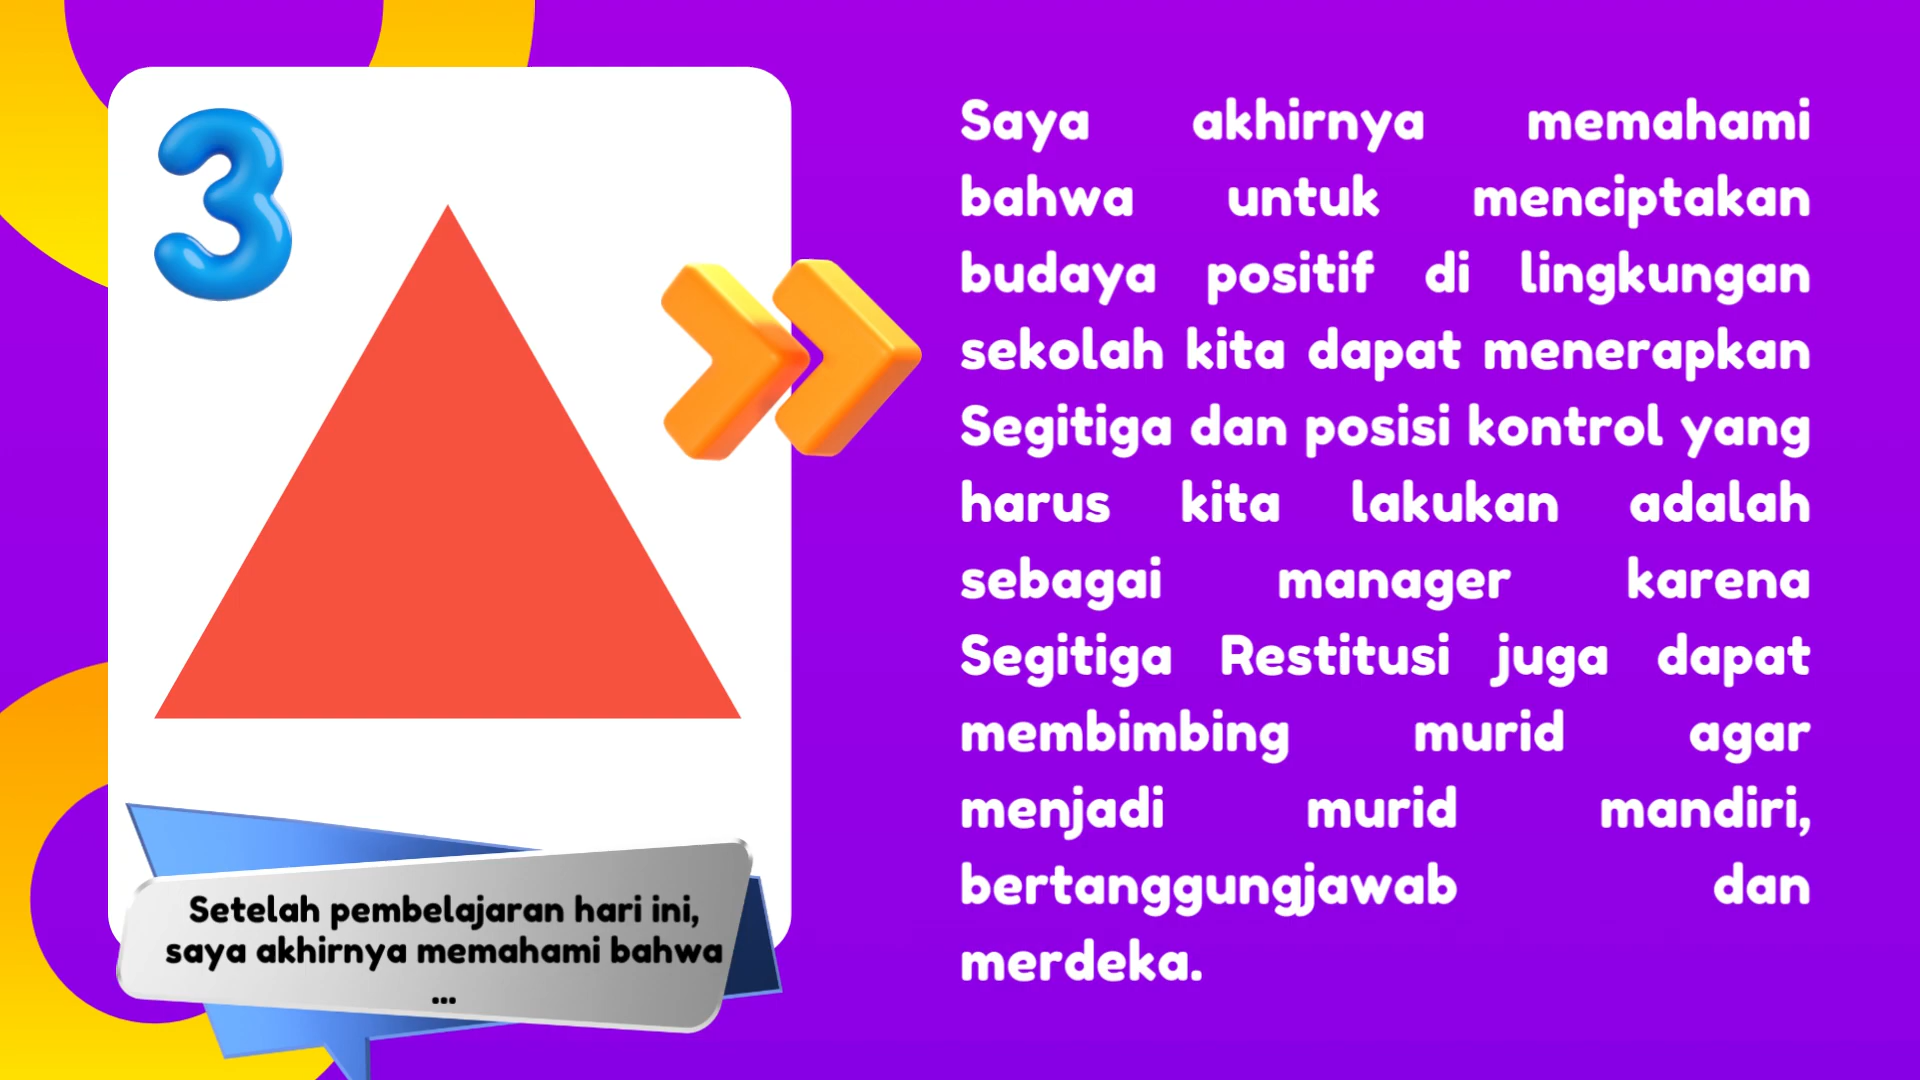 3
Setelah pembelajaran hari ini,
saya akhirnya memahami bahwa
...
Saya akhirnya memahami
bahwa untuk menciptakan
budaya positif di lingkungan
sekolah kita dapat menerapkan
Segitiga dan posisi kontrol yang
harus kita lakukan adalah
sebagai manager karena
Segitiga Restitusi juga dapat
membimbing murid agar
menjadi murid mandiri,
bertanggungjawab dan
merdeka.